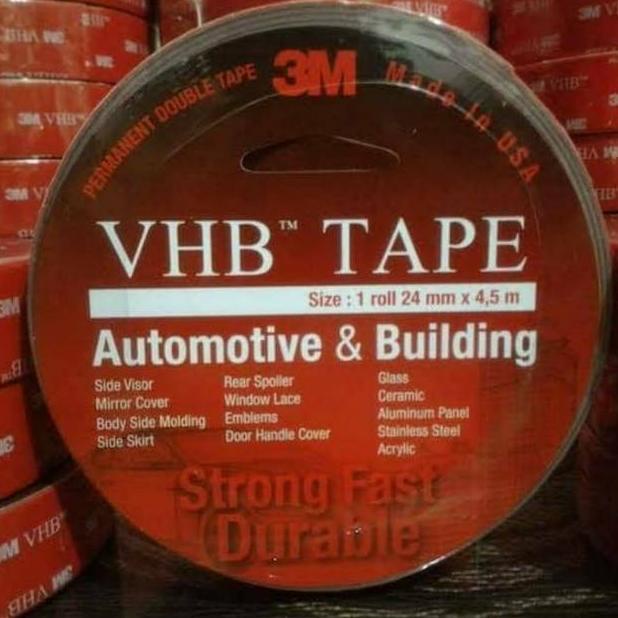 PERMANENT DOUBLE TAPE 3M Made in USA
VHB™ TAPE
Size : 1 roll 24 mm x 4,5 m
Automotive & Building
Side Visor
Mirror Cover
Body Side Molding
Side Skirt
Rear Spoiler
Window Lace
Emblems
Door Handle Cover
Glass
Ceramic
Aluminum Panel
Stainless Steel
Acrylic
Strong Fast
Durable
3M VHB™